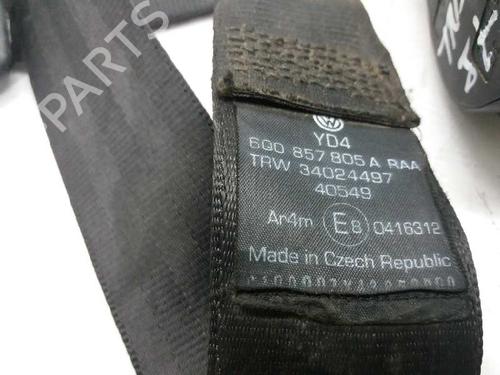 PARTS
YD4
6Q0 857 805 A RAA
TRW 34024497
40549
Ar4m E8 0416312
Made in Czech Republic